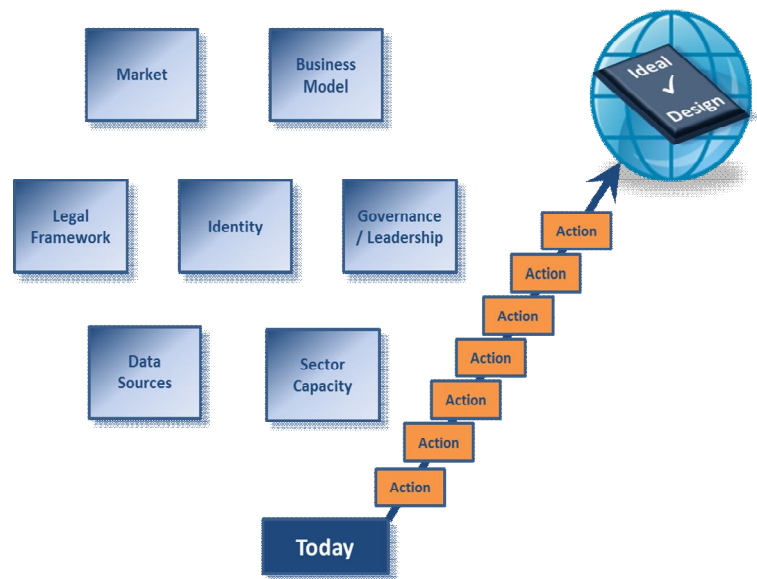 Market
Business
Model
Ideal
✓
Design
Legal
Framework
Identity
Governance
/ Leadership
Action
Action
Action
Action
Action
Action
Action
Data
Sources
Sector
Capacity
Today